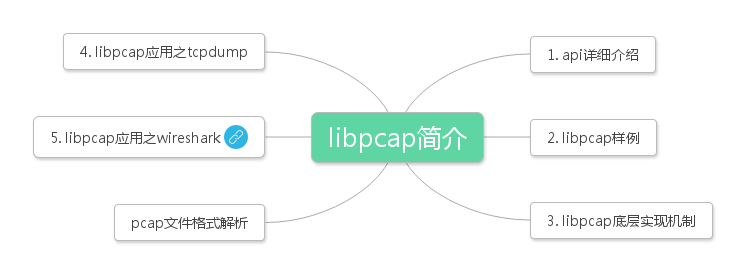 libpcap简介
1.api详细介绍
2.libpcap样例
3.libpcap底层实现机制
4.libpcap应用之tcpdump
5.libpcap应用之wireshark
pcap文件格式解析